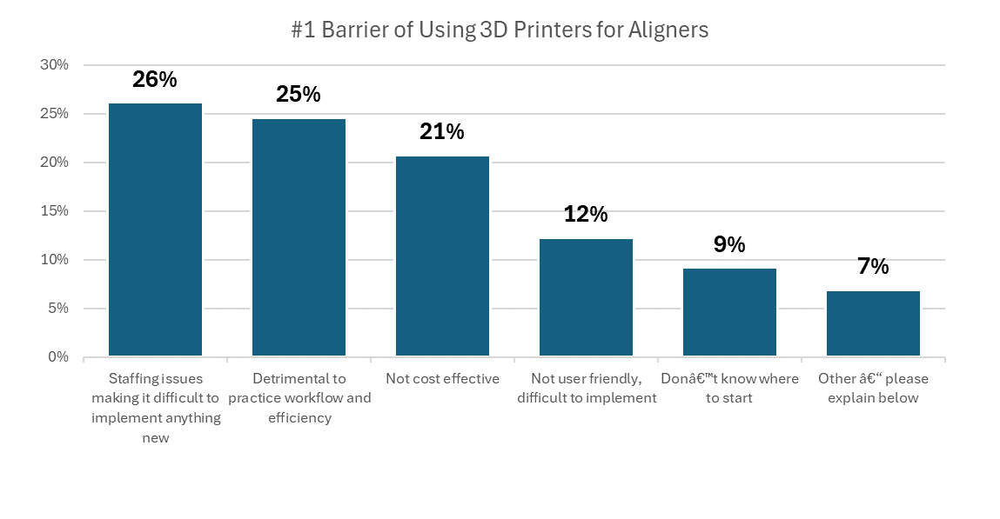 #1 Barrier of Using 3D Printers for Aligners
30%
25%
20%
15%
10%
5%
0%
26%
25%
21%
12%
9%
7%
Staffing issues
making it difficult to
implement anything
new
Detrimental to
practice workflow and
efficiency
Not cost effective
Not user friendly,
difficult to implement
Donâ€™t know where
to start
Other â€“ please
explain below